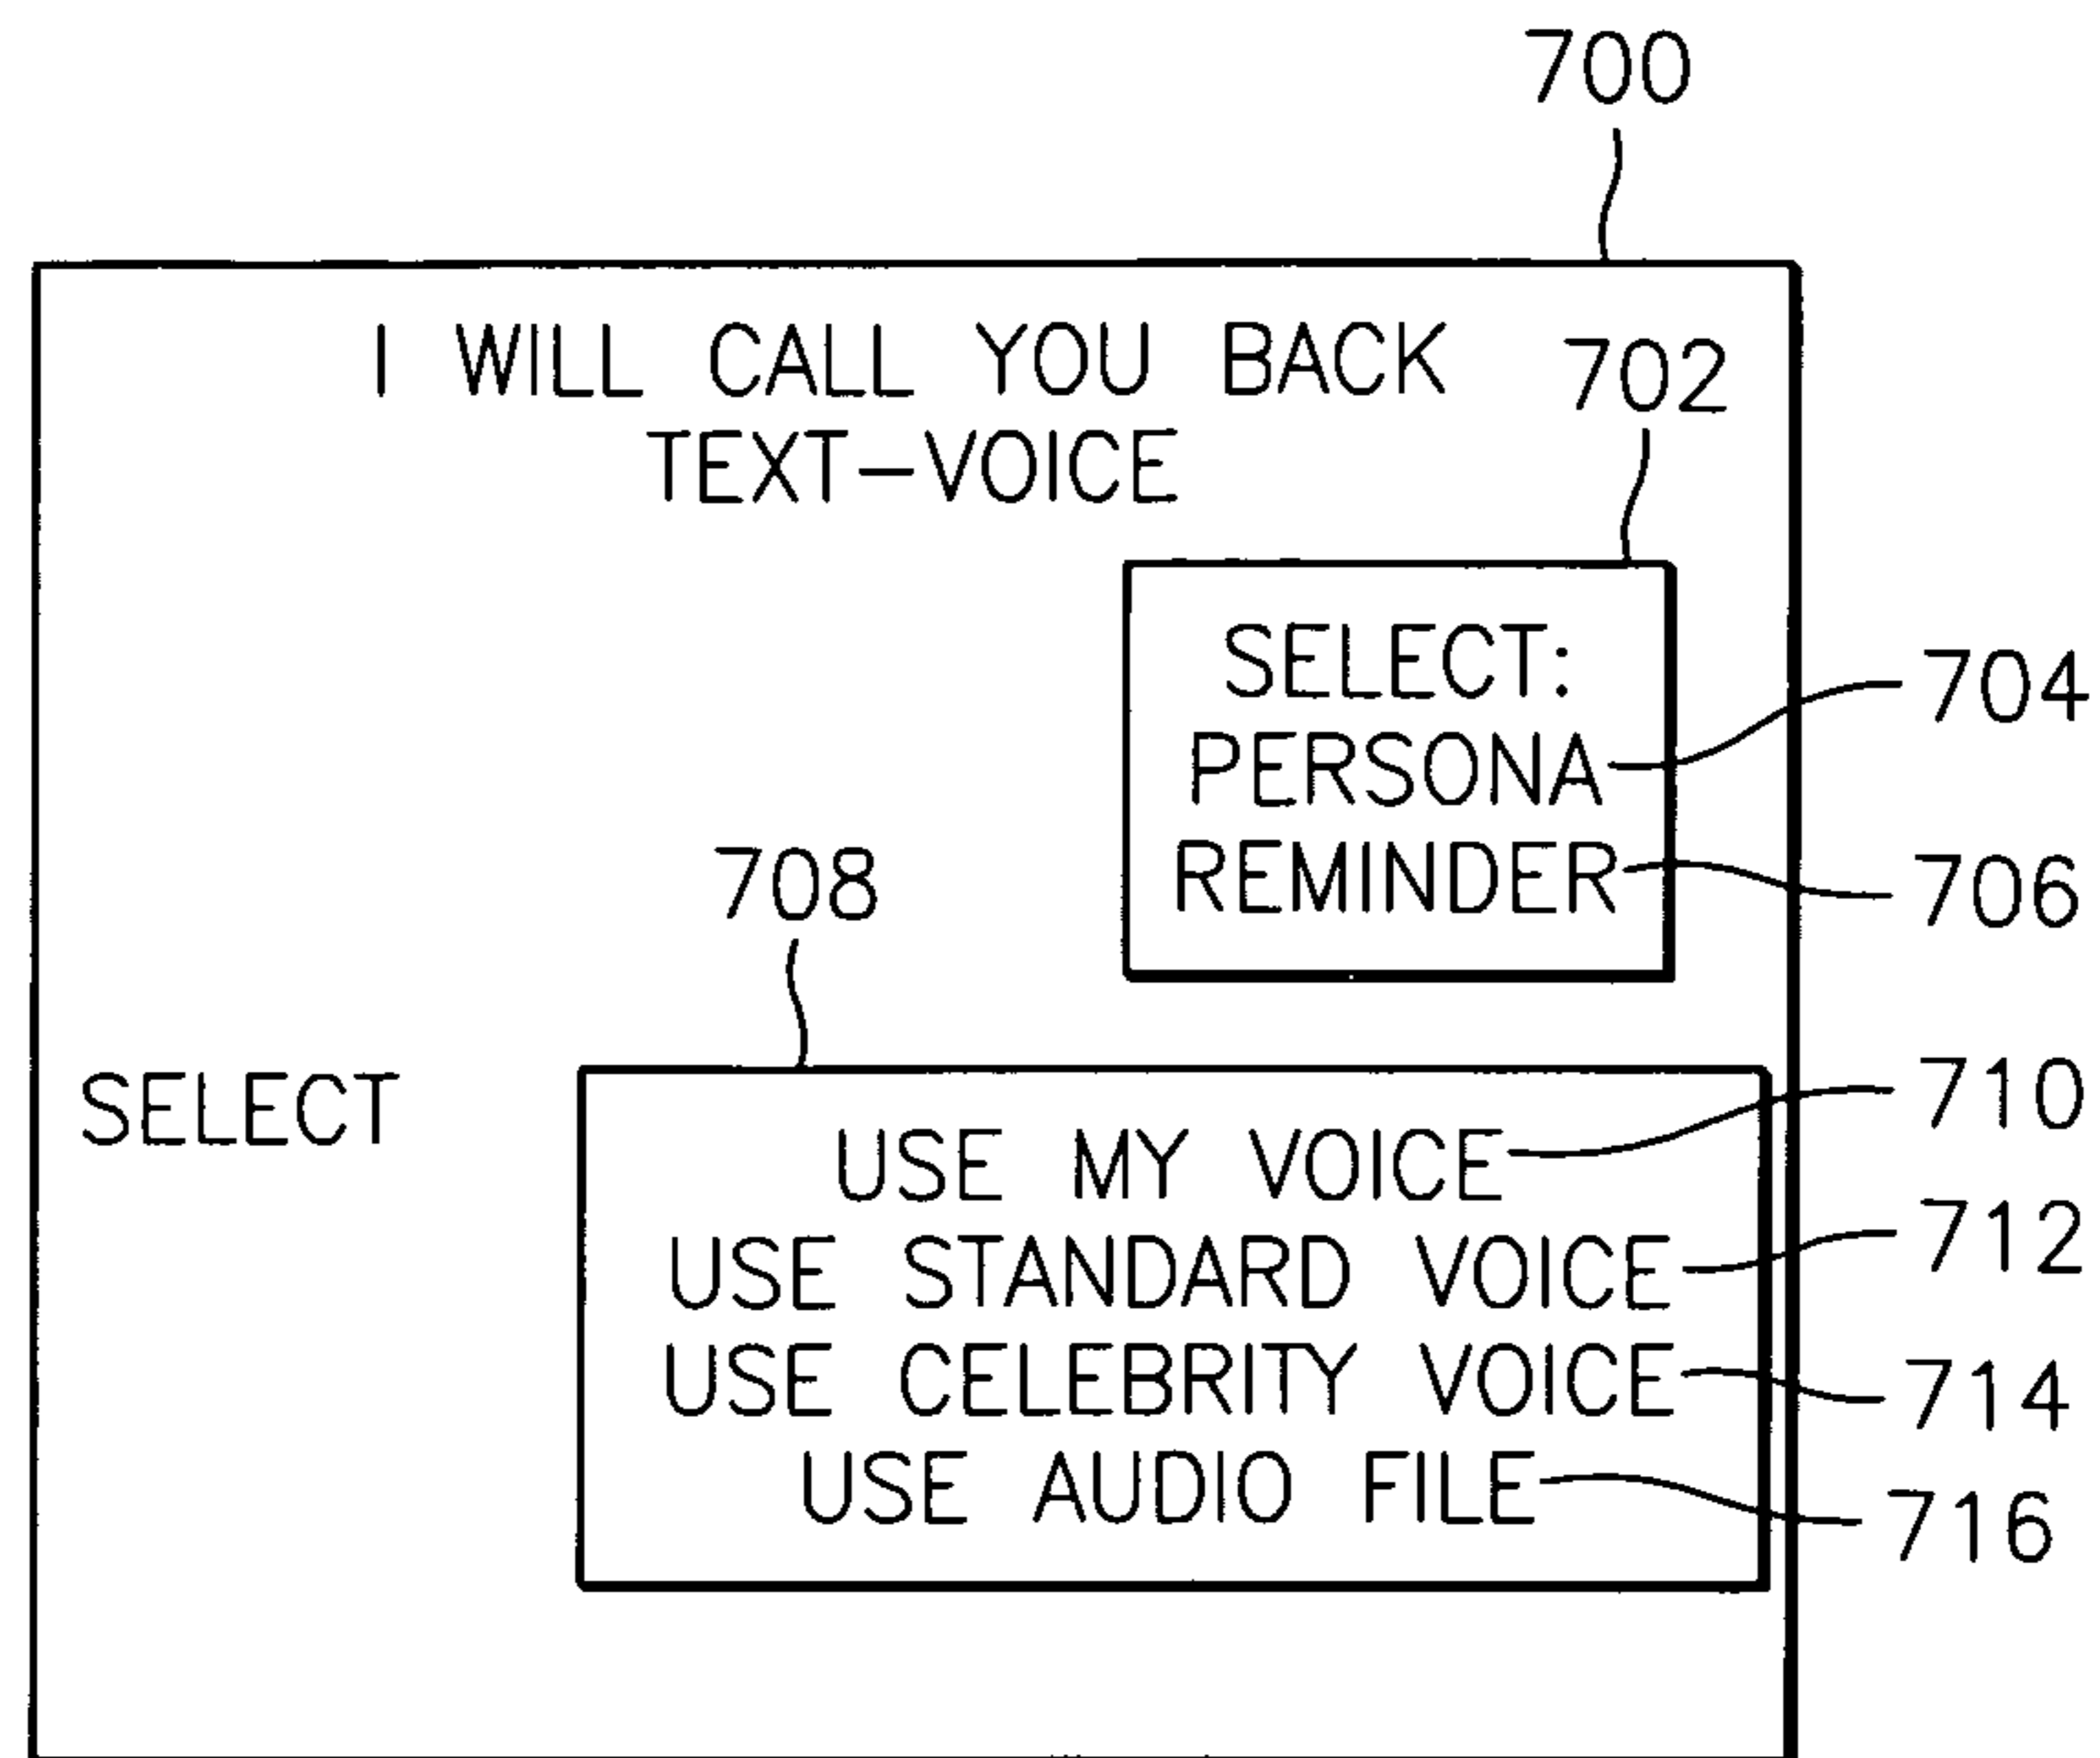 700
I WILL CALL YOU BACK
702
TEXT-VOICE
SELECT:
704
PERSONA
REMINDER
706
708
SELECT
710
USE MY VOICE
712
USE STANDARD VOICE
714
USE CELEBRITY VOICE
USE AUDIO FILE
716